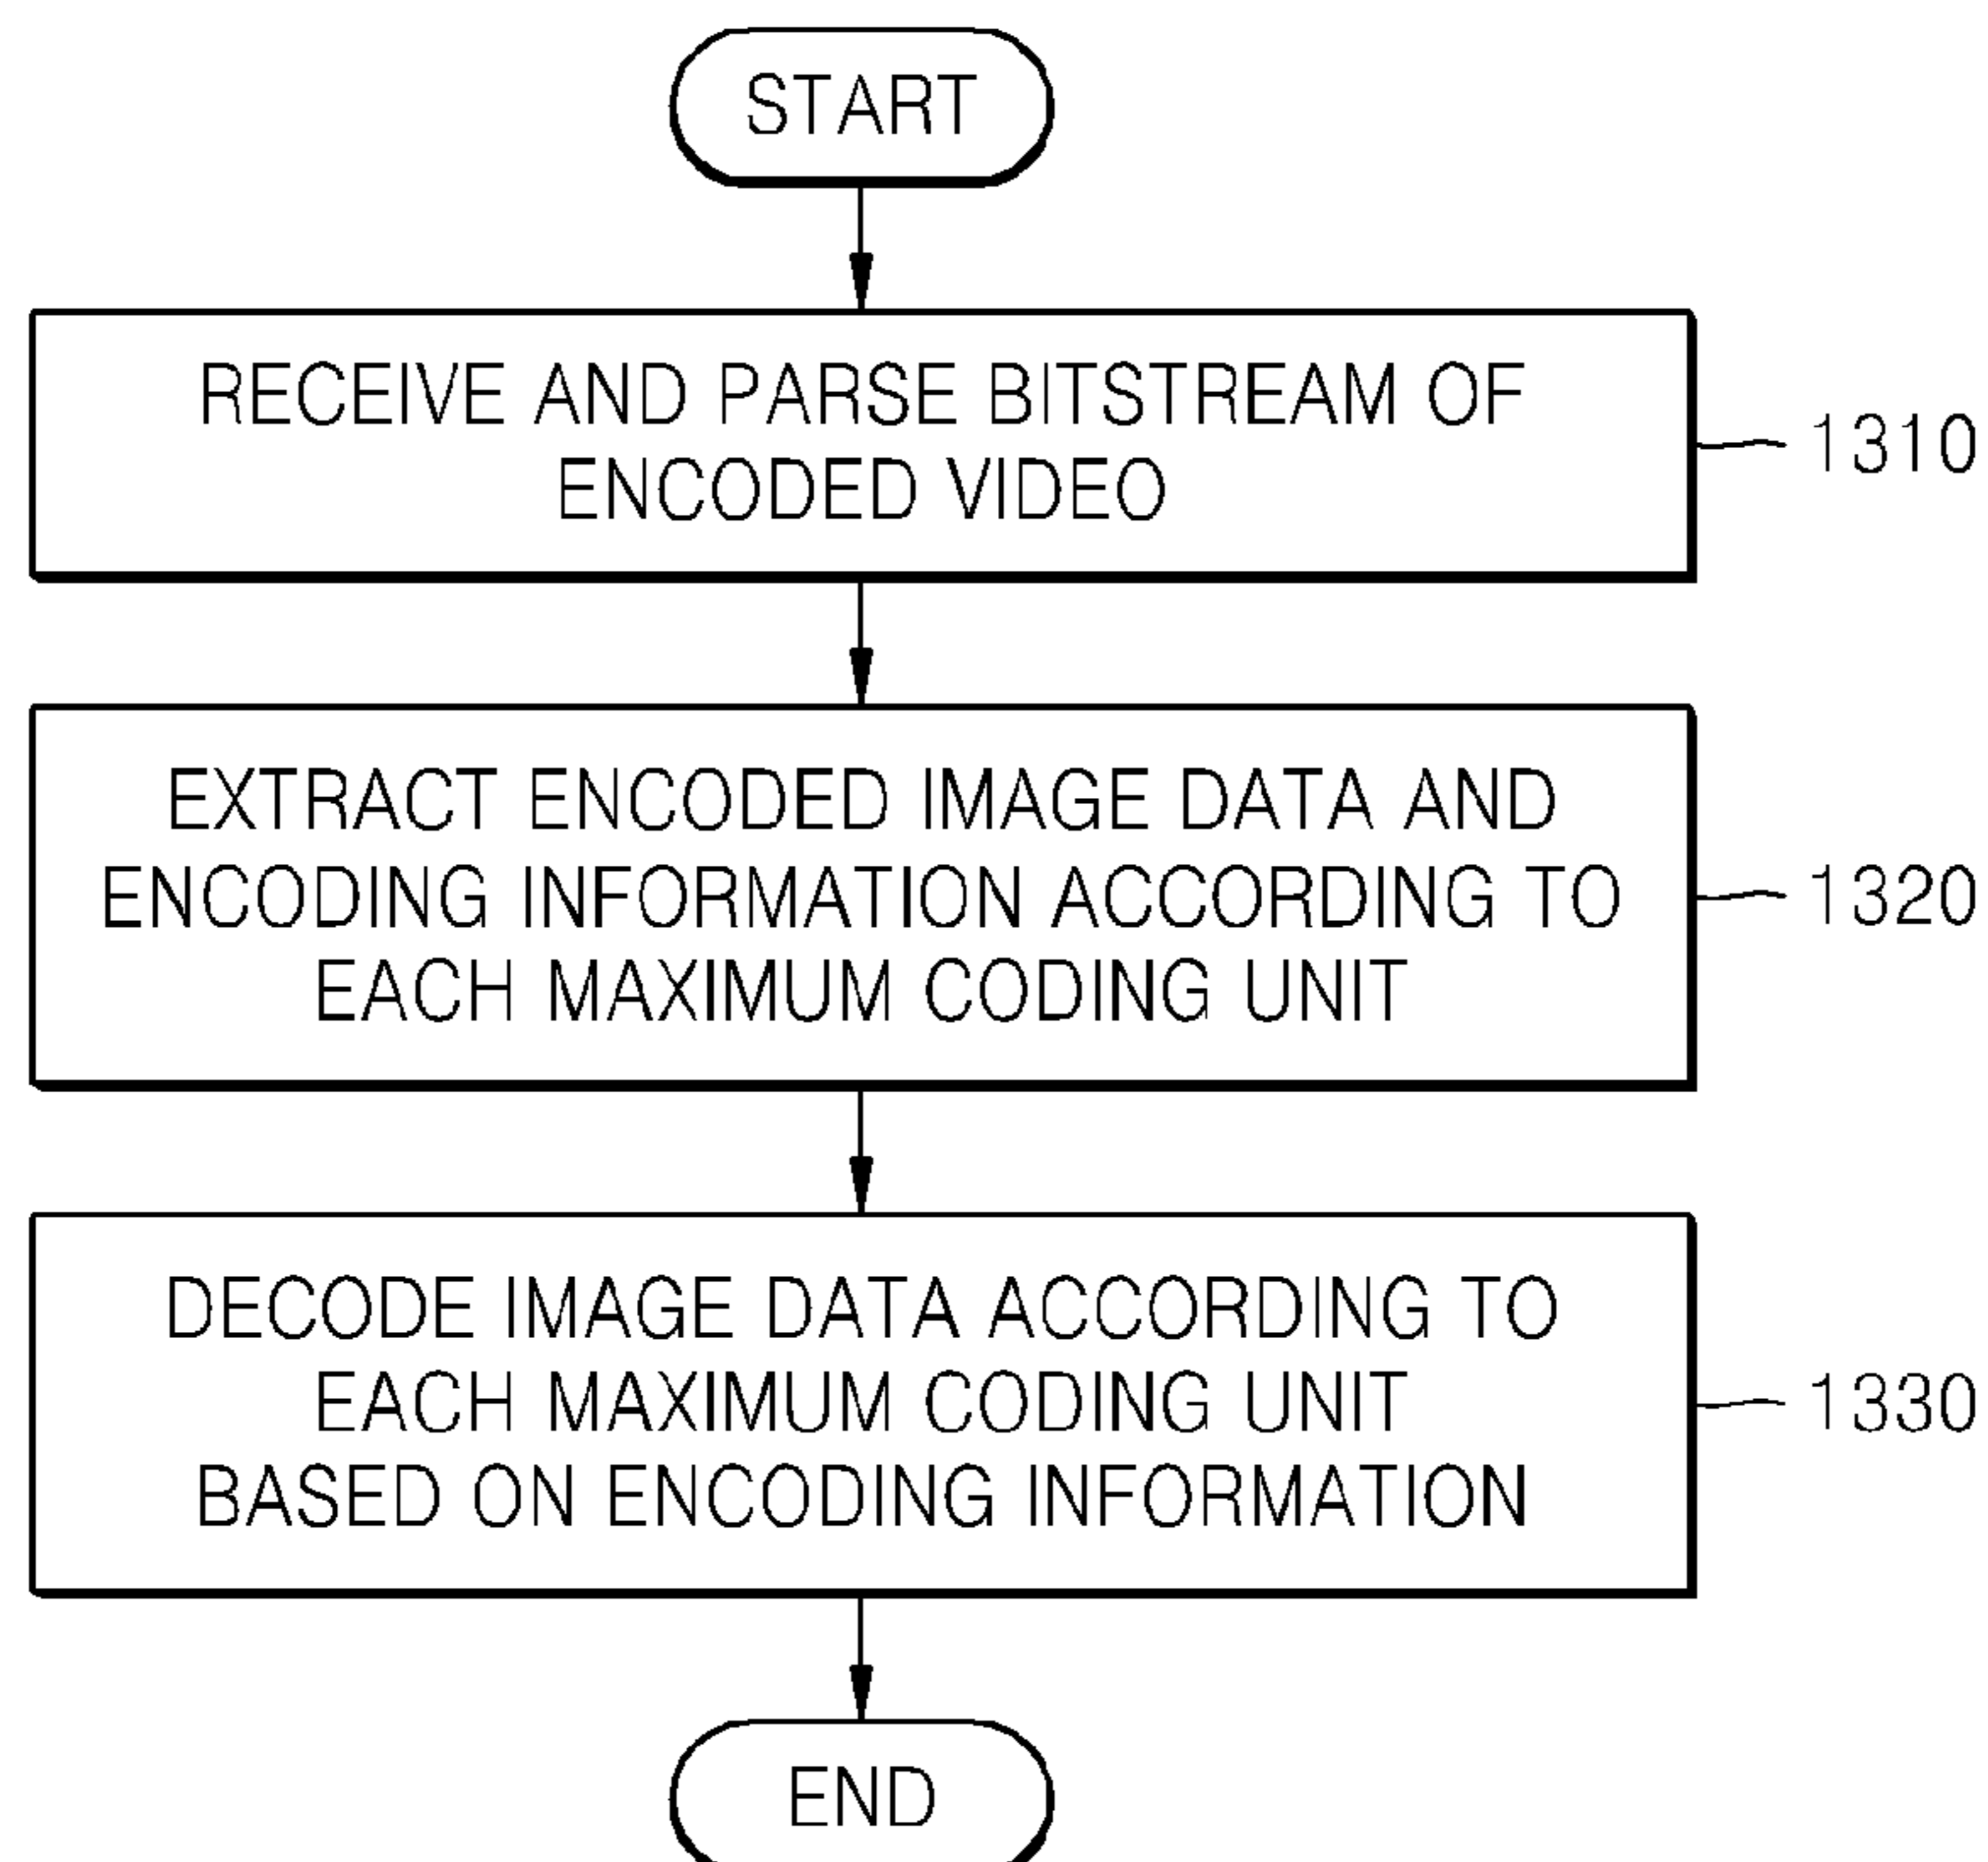 START
RECEIVE AND PARSE BITSTREAM OF
ENCODED VIDEO
1310
EXTRACT ENCODED IMAGE DATA AND
ENCODING INFORMATION ACCORDING TO
EACH MAXIMUM CODING UNIT
1320
DECODE IMAGE DATA ACCORDING TO
EACH MAXIMUM CODING UNIT
BASED ON ENCODING INFORMATION
1330
END